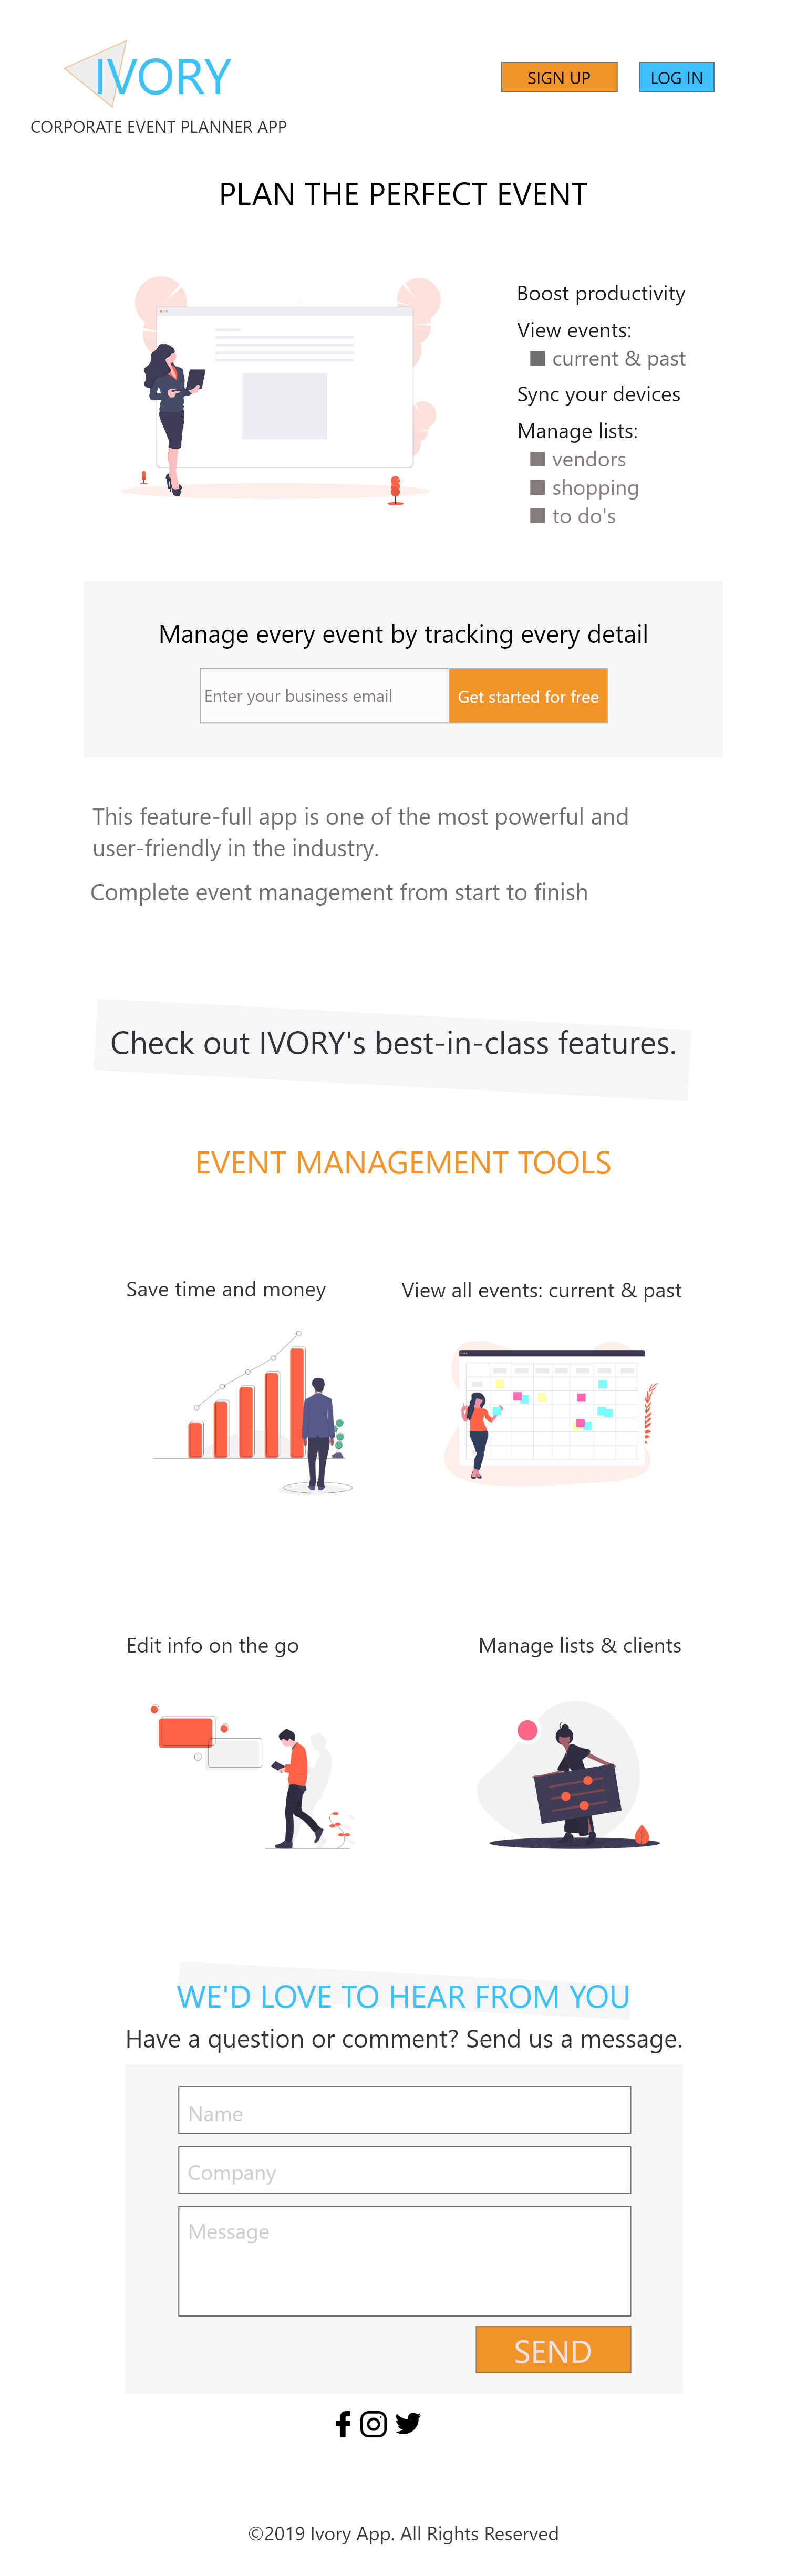 IVORY
CORPORATE EVENT PLANNER APP
SIGN UP
LOG IN
PLAN THE PERFECT EVENT
Boost productivity
View events:
current & past
Sync your devices
Manage lists:
vendors
shopping
to do's
Manage every event by tracking every detail
Enter your business email
Get started for free
This feature-full app is one of the most powerful and
user-friendly in the industry.
Complete event management from start to finish
Check out IVORY's best-in-class features.
EVENT MANAGEMENT TOOLS
Save time and money
View all events: current & past
Edit info on the go
Manage lists & clients
WE'D LOVE TO HEAR FROM YOU
Have a question or comment? Send us a message.
Name
Company
Message
SEND
©2019 Ivory App. All Rights Reserved